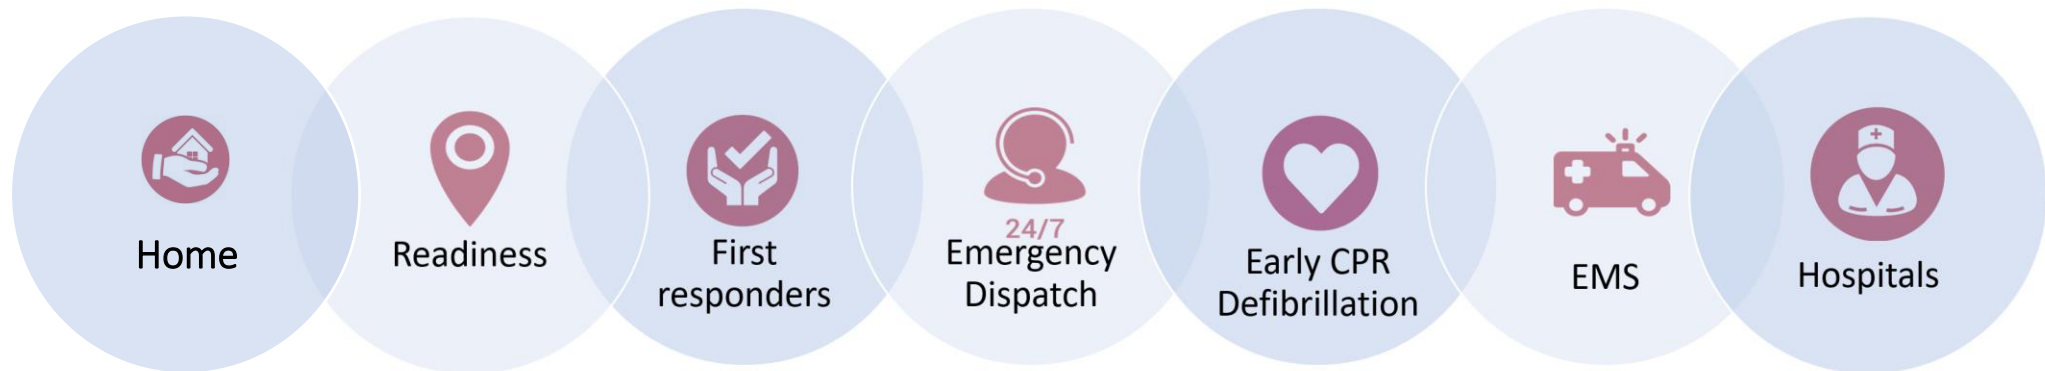 Home
Readiness
First
responders
24/7
Emergency
Dispatch
Early CPR
Defibrillation
EMS
Hospitals